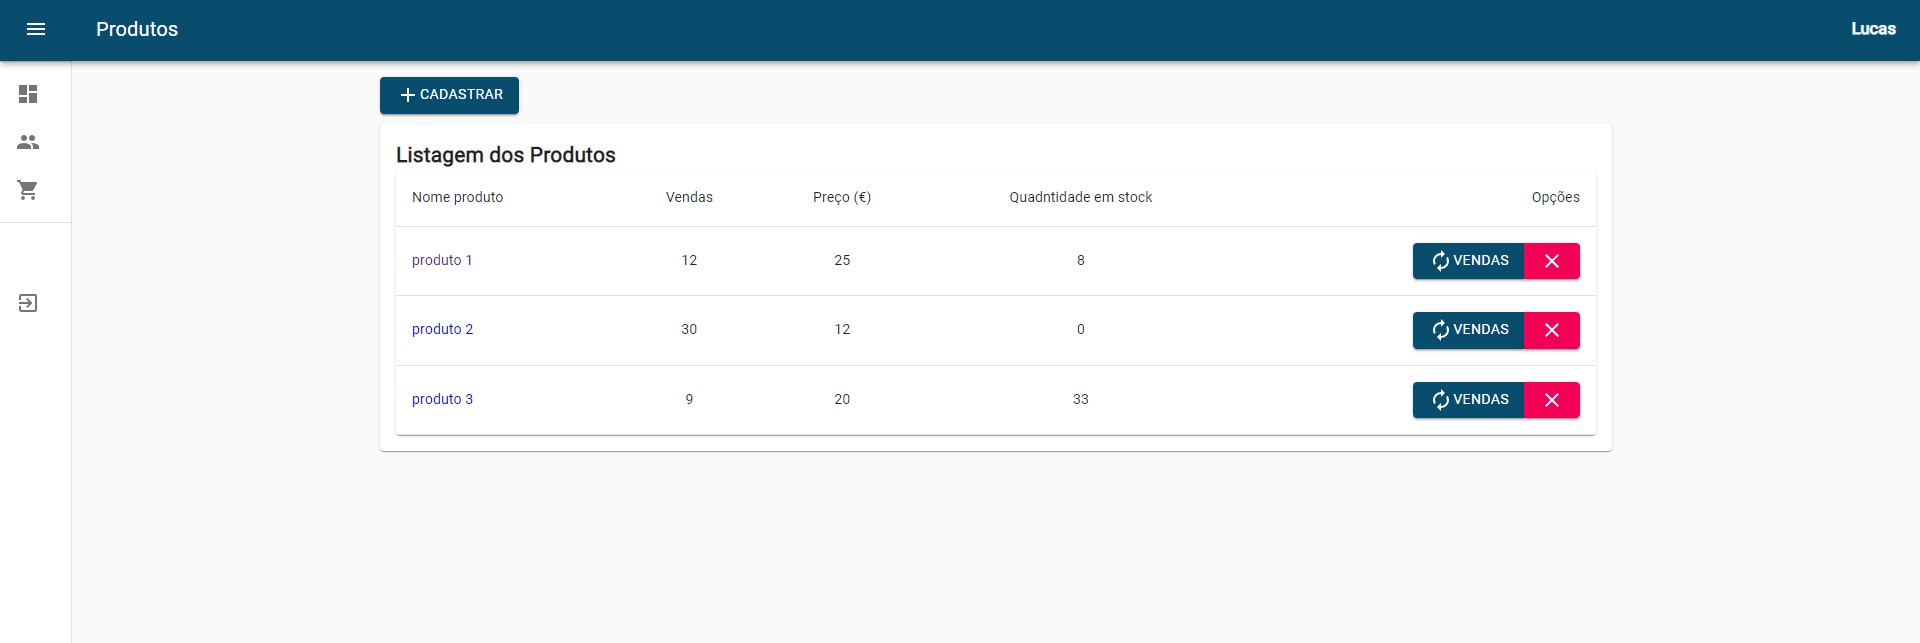 Produtos Lucas
CADASTRAR
Listagem dos Produtos
Nome produto Vendas Preço (€) Quadntidade em stock Opções
produto 1 12 25 8 VENDAS
produto 2 30 12 0 VENDAS
produto 3 9 20 33 VENDAS